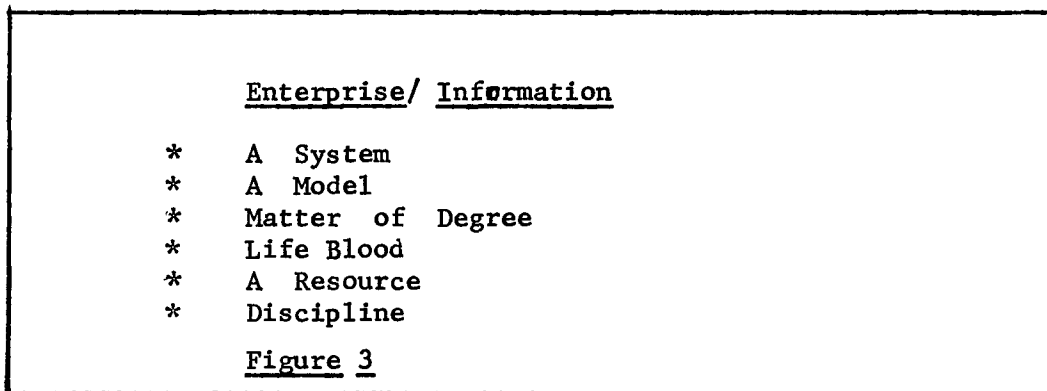 Enterprise/ Information
* A System
* A Model
* Matter of Degree
* Life Blood
* A Resource
* Discipline
Figure 3